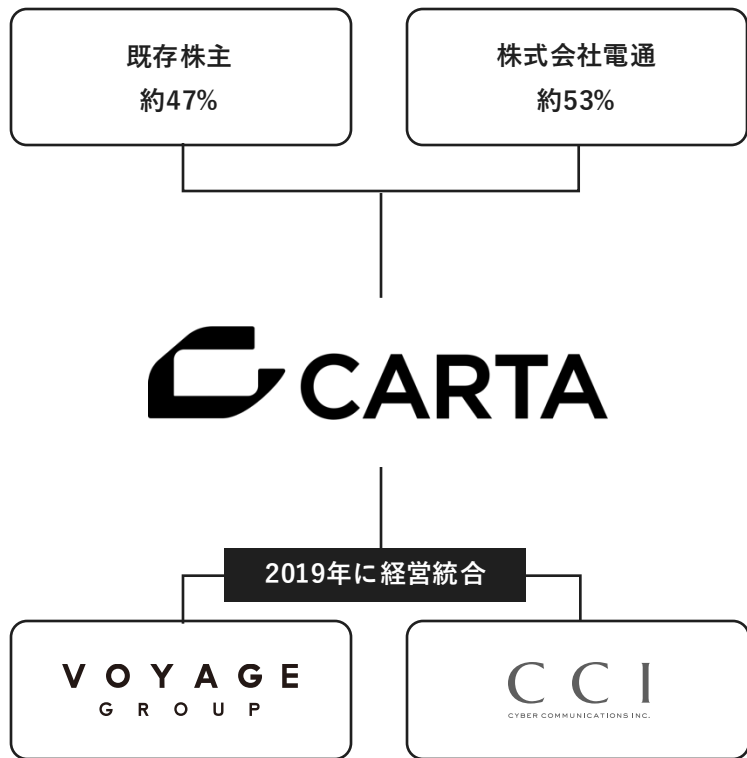 既存株主
約47%
株式会社電通
約53%
CARTA
2019年に経営統合
VOYAGE
GROUP
CCI
CYBER COMMUNICATIONS INC.